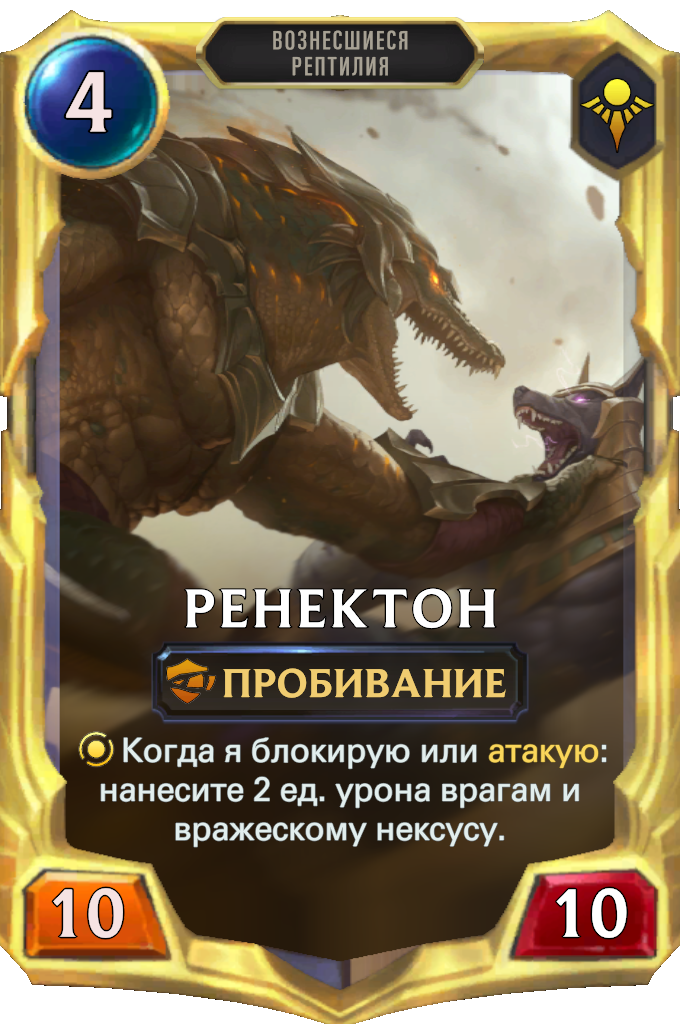 ВОЗНЕСШИЕСЯ
РЕПТИЛИЯ
4
РЕНЕКТОН
ПРОБИВАНИЕ
Когда я блокирую или атакую:
нанесите 2 ед. урона врагам и
вражескому нексусу.
10
10